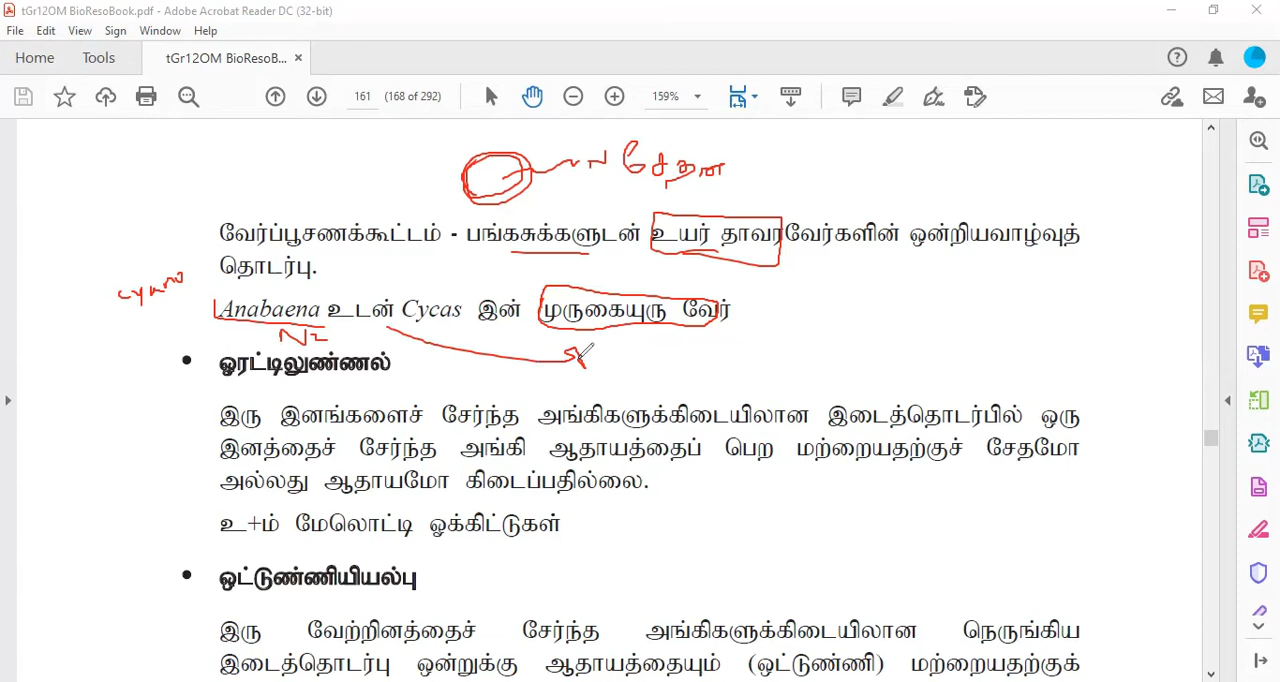 tGr12OM BioResoBook.pdf - Adobe Acrobat Reader DC (32-bit)
File Edit View Sign Window Help
Home Tools tGr12OM BioResoB... ×
161 (168 of 292) 159%
வேர்ப்பூசணக்கூட்டம் - பங்கசுக்களுடன் உயர் தாவர வேர்களின் ஒன்றியவாழ்வுத்
தொடர்பு.
Anabaena உடன் Cycas இன் முருகையுரு வேர்
N2
• ஓரட்டிலுண்ணல்
இரு இனங்களைச் சேர்ந்த அங்கிகளுக்கிடையிலான இடைத்தொடர்பில் ஒரு
இனத்தைச் சேர்ந்த அங்கி ஆதாயத்தைப் பெற மற்றையதற்குச் சேதமோ
அல்லது ஆதாயமோ கிடைப்பதில்லை.
உ+ம் மேலொட்டி ஓக்கிட்டுகள்
• ஒட்டுண்ணியியல்பு
இரு வேற்றினத்தைச் சேர்ந்த அங்கிகளுக்கிடையிலான நெருங்கிய
இடைத்தொடர்பு ஒன்றுக்கு ஆதாயத்தையும் (ஒட்டுண்ணி) மற்றையதற்குக்